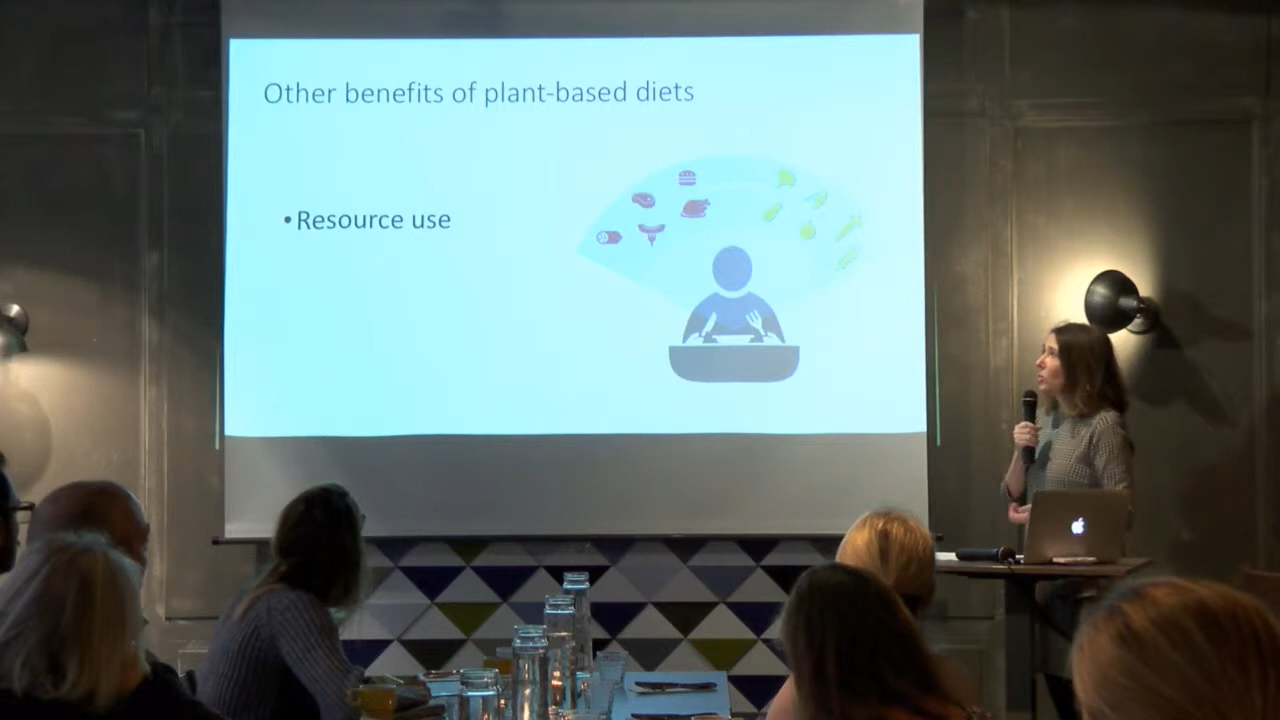 Other benefits of plant-based diets
•Resource use